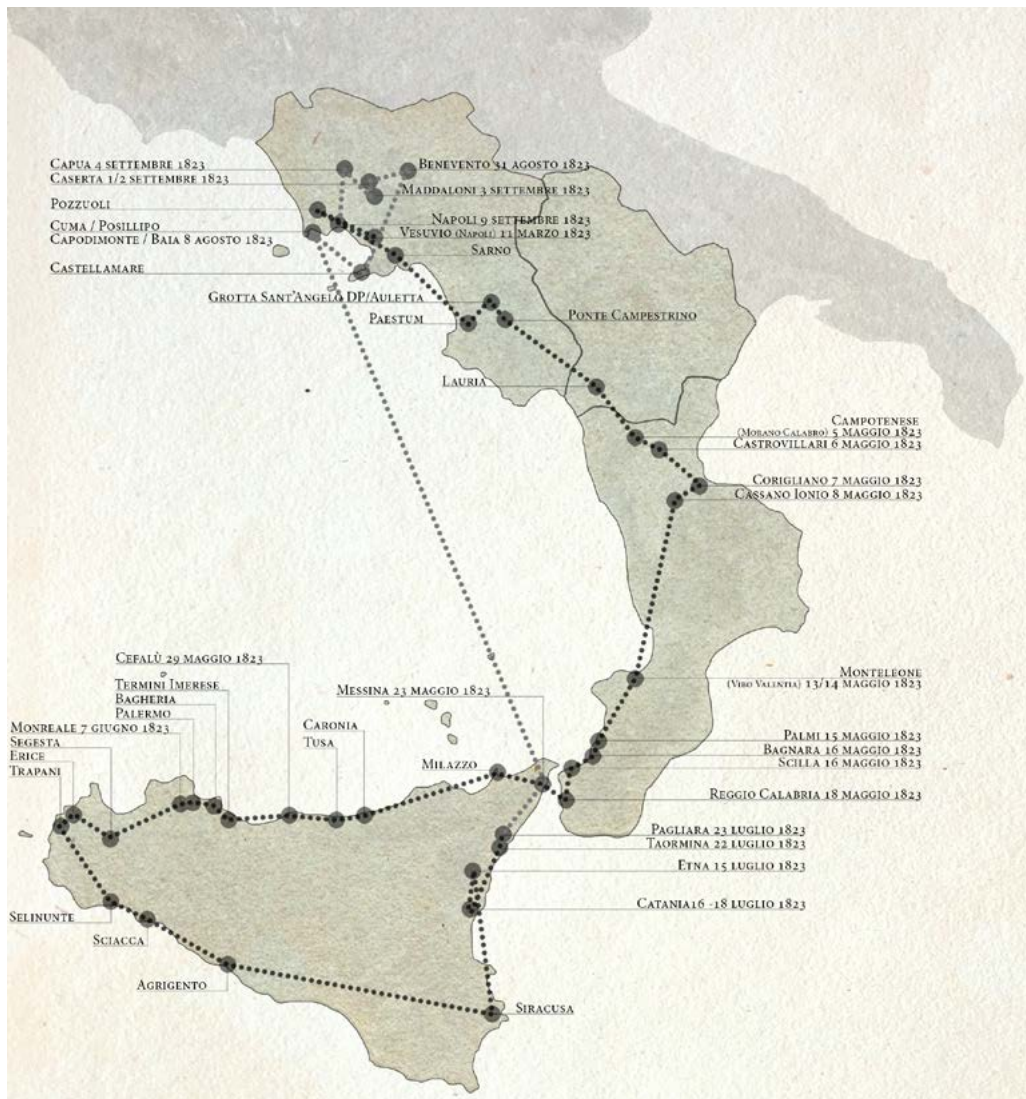 Capua 4 settembre 1823
Caserta 1/2 settembre 1823
Pozzuoli
Cuma / Posillipo
Capodimonte / Baia 8 agosto 1823
Castellamare
Benevento 31 agosto 1823
Maddaloni 3 settembre 1823
Napoli 9 settembre 1823
Vesuvio (Napoli) 11 marzo 1823
Sarno
Grotta Sant'Angelo DP/Auletta
Paestum
Ponte Campestrino
Lauria
Campotenese
(Morano Calabro) 5 maggio 1823
Castrovillari 6 maggio 1823
Corigliano 7 maggio 1823
Cassano Ionio 8 maggio 1823
Monteleone
(Vibo Valentia) 13/14 maggio 1823
Palmi 15 maggio 1823
Bagnara 16 maggio 1823
Scilla 16 maggio 1823
Reggio Calabria 18 maggio 1823
Pagliara 23 luglio 1823
Taormina 22 luglio 1823
Etna 15 luglio 1823
Catania16 -18 luglio 1823
Cefalù 29 maggio 1823
Termini Imerese
Bagheria
Palermo
Monreale 7 giugno 1823
Segesta
Erice
Trapani
Messina 23 maggio 1823
Caronia
Tusa
Milazzo
Selinunte
Sciacca
Agrigento
Siracusa